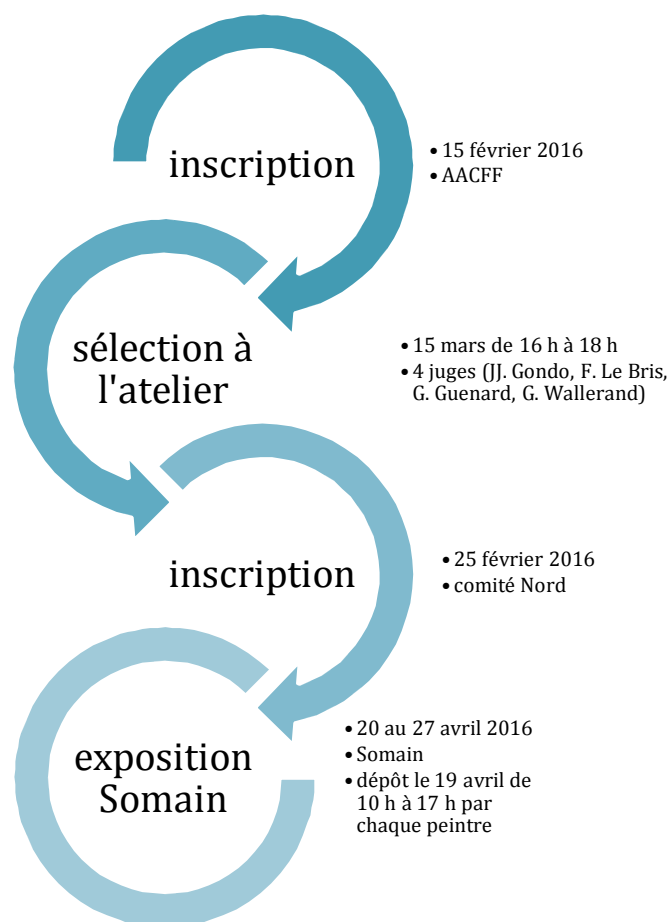 inscription
• 15 février 2016
• AACFF
sélection à
l'atelier
• 15 mars de 16 h à 18 h
• 4 juges (JJ. Gondo, F. Le Bris,
G. Guenard, G. Wallerand)
inscription
• 25 février 2016
• comité Nord
exposition
Somain
• 20 au 27 avril 2016
• Somain
• dépôt le 19 avril de
10 h à 17 h par
chaque peintre